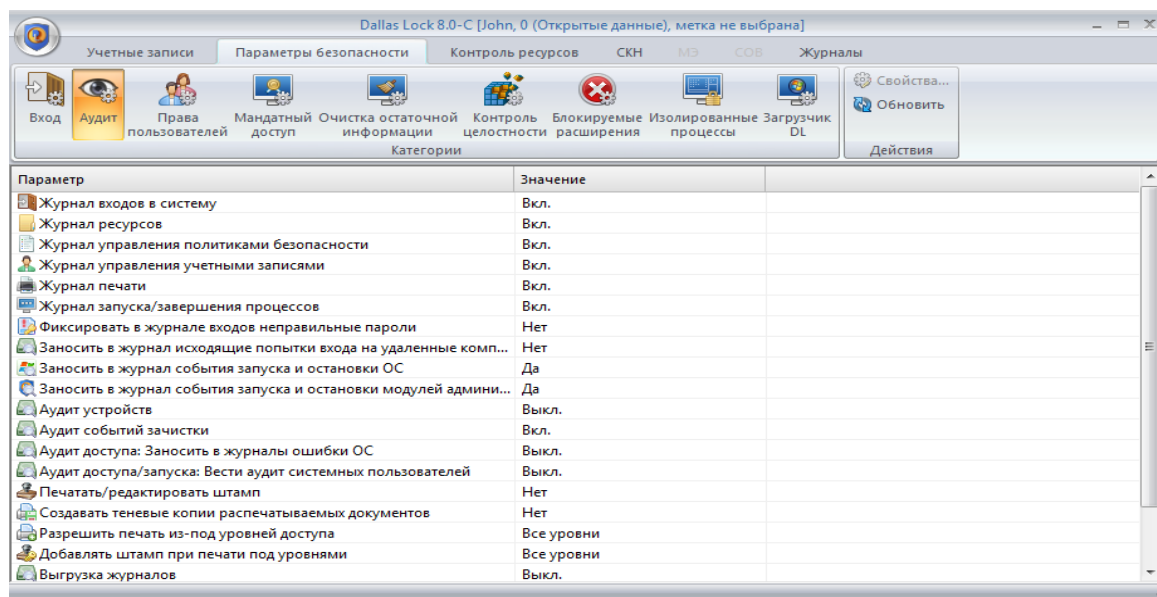 Dallas Lock 8.0-C [John, 0 (Открытые данные), метка не выбрана]
Учетные записи Параметры безопасности Контроль ресурсов СКН МЭ СОВ Журналы
Вход Аудит Права пользователей Мандатный доступ Очистка остаточной информации Контроль целостности Блокируемые расширения Изолированные процессы Загрузчик DL
Свойства...
Обновить
Категории Действия
Параметр Значение
Журнал входов в систему Вкл.
Журнал ресурсов Вкл.
Журнал управления политиками безопасности Вкл.
Журнал управления учетными записями Вкл.
Журнал печати Вкл.
Журнал запуска/завершения процессов Вкл.
Фиксировать в журнале входов неправильные пароли Нет
Заносить в журнал исходящие попытки входа на удаленные комп... Нет
Заносить в журнал события запуска и остановки ОС Да
Заносить в журнал события запуска и остановки модулей админи... Да
Аудит устройств Выкл.
Аудит событий зачистки Вкл.
Аудит доступа: Заносить в журналы ошибки ОС Выкл.
Аудит доступа/запуска: Вести аудит системных пользователей Выкл.
Печатать/редактировать штамп Нет
Создавать теневые копии распечатываемых документов Нет
Разрешить печать из-под уровней доступа Все уровни
Добавлять штамп при печати под уровнями Все уровни
Выгрузка журналов Выкл.